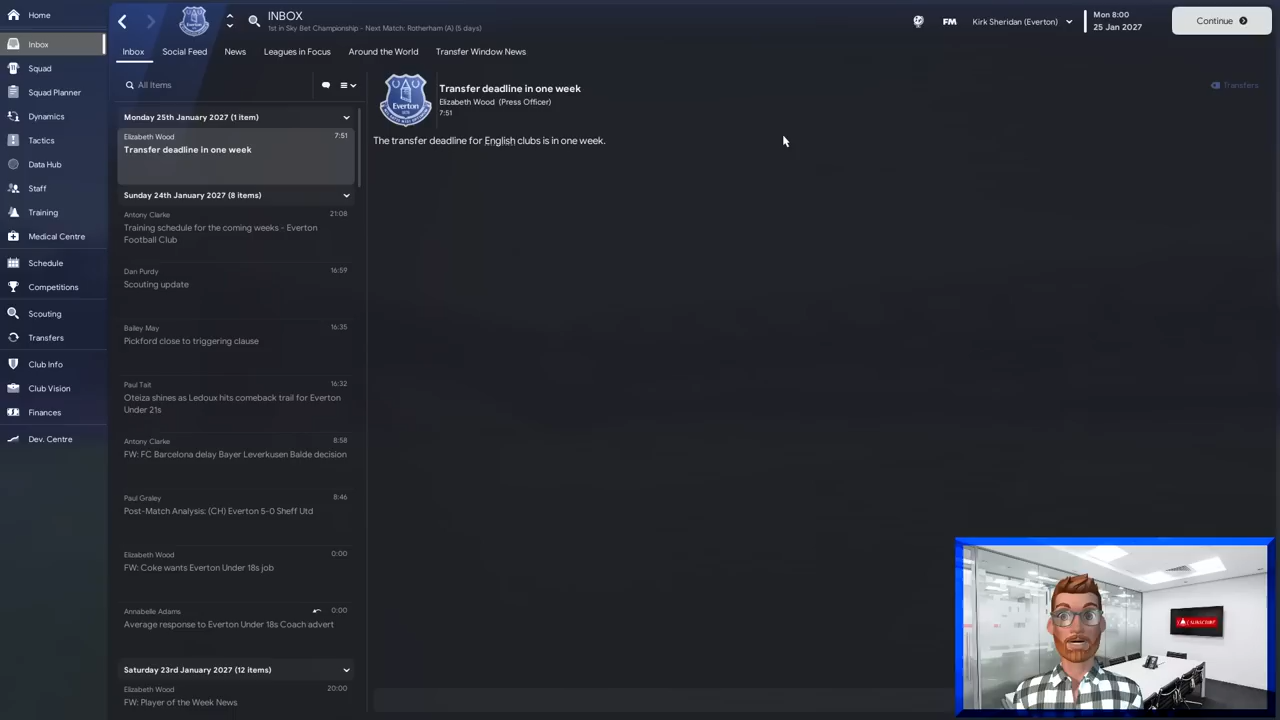 Home
INBOX
1st in Sky Bet Championship - Next Match: Rotherham (A) (5 days)
FM
Kirk Sheridan (Everton)
Mon 8:00
25 Jan 2027
Continue
Inbox
Squad
Squad Planner
Dynamics
Tactics
Data Hub
Staff
Training
Medical Centre
Schedule
Competitions
Scouting
Transfers
Club Info
Club Vision
Finances
Dev. Centre
Inbox
Social Feed
News
Leagues in Focus
Around the World
Transfer Window News
All Items
Monday 25th January 2027 (1 item)
Elizabeth Wood
7:51
Transfer deadline in one week
Sunday 24th January 2027 (8 items)
Antony Clarke
21:08
Training schedule for the coming weeks - Everton
Football Club
Dan Purdy
16:59
Scouting update
Bailey May
16:35
Pickford close to triggering clause
Paul Tait
16:32
Oteiza shines as Ledoux hits comeback trail for Everton
Under 21s
Antony Clarke
8:58
FW: FC Barcelona delay Bayer Leverkusen Balde decision
Paul Graley
8:46
Post-Match Analysis: (CH) Everton 5-0 Sheff Utd
Elizabeth Wood
0:00
FW: Coke wants Everton Under 18s job
Annabelle Adams
0:00
Average response to Everton Under 18s Coach advert
Saturday 23rd January 2027 (12 items)
Elizabeth Wood
20:00
FW: Player of the Week News
Everton
Transfer deadline in one week
Elizabeth Wood (Press Officer)
7:51
Transfers
The transfer deadline for English clubs is in one week.
SUBSCRIBE